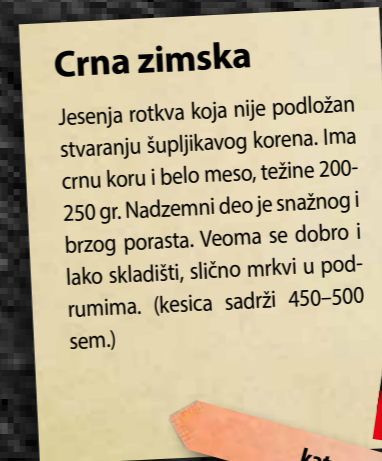 Crna zimska
Jesenja rotkva koja nije podložan
stvaranju šupljikavog korena. Ima
crnu koru i belo meso, težine 200-
250 gr. Nadzemni deo je snažnog i
brzog porasta. Veoma se dobro i
lako skladišti, slično mrkvi u pod-
rumima. (kesica sadrži 450–500
sem.)